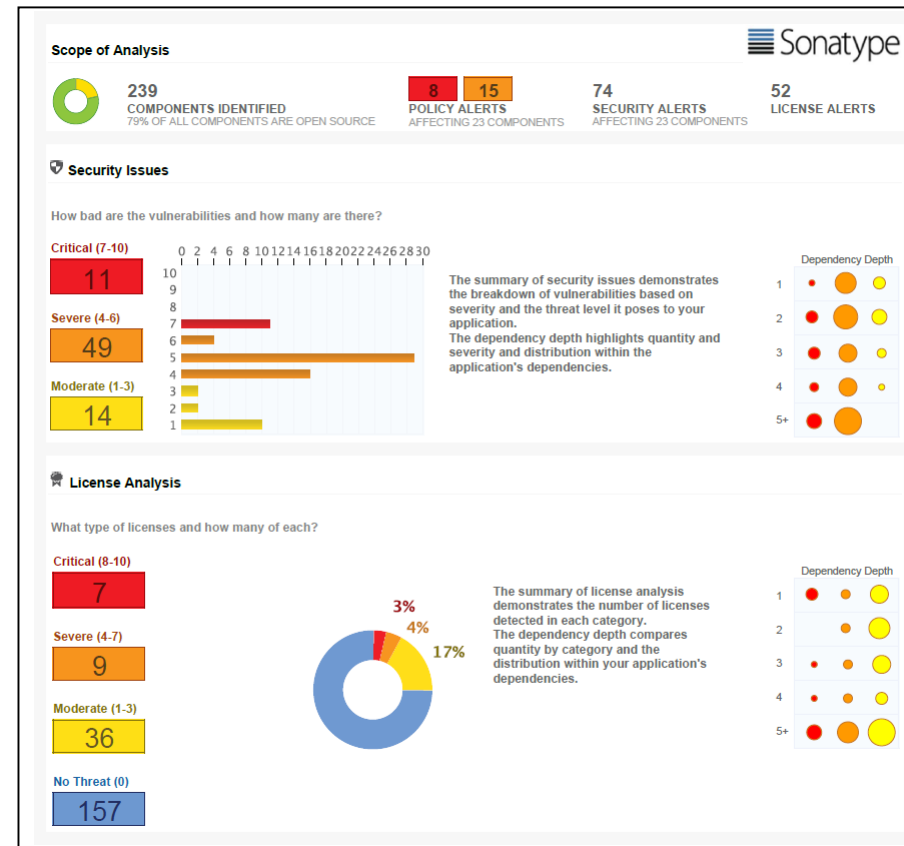 Scope of Analysis
Sonatype
239
COMPONENTS IDENTIFIED
79% OF ALL COMPONENTS ARE OPEN SOURCE
8 15
POLICY ALERTS
AFFECTING 23 COMPONENTS
74
SECURITY ALERTS
AFFECTING 23 COMPONENTS
52
LICENSE ALERTS
Security Issues
How bad are the vulnerabilities and how many are there?
Critical (7-10)
11
Severe (4-6)
49
Moderate (1-3)
14
0 2 4 6 8 10 12 14 16 18 20 22 24 26 28 30
10
9
8
7
6
5
4
3
2
1
The summary of security issues demonstrates
the breakdown of vulnerabilities based on
severity and the threat level it poses to your
application.
The dependency depth highlights quantity and
severity and distribution within the
application's dependencies.
Dependency Depth
1
2
3
4
5+
License Analysis
What type of licenses and how many of each?
Critical (8-10)
7
Severe (4-7)
9
Moderate (1-3)
36
No Threat (0)
157
3%
4%
17%
The summary of license analysis
demonstrates the number of licenses
detected in each category.
The dependency depth compares
quantity by category and the
distribution within your application's
dependencies.
Dependency Depth
1
2
3
4
5+